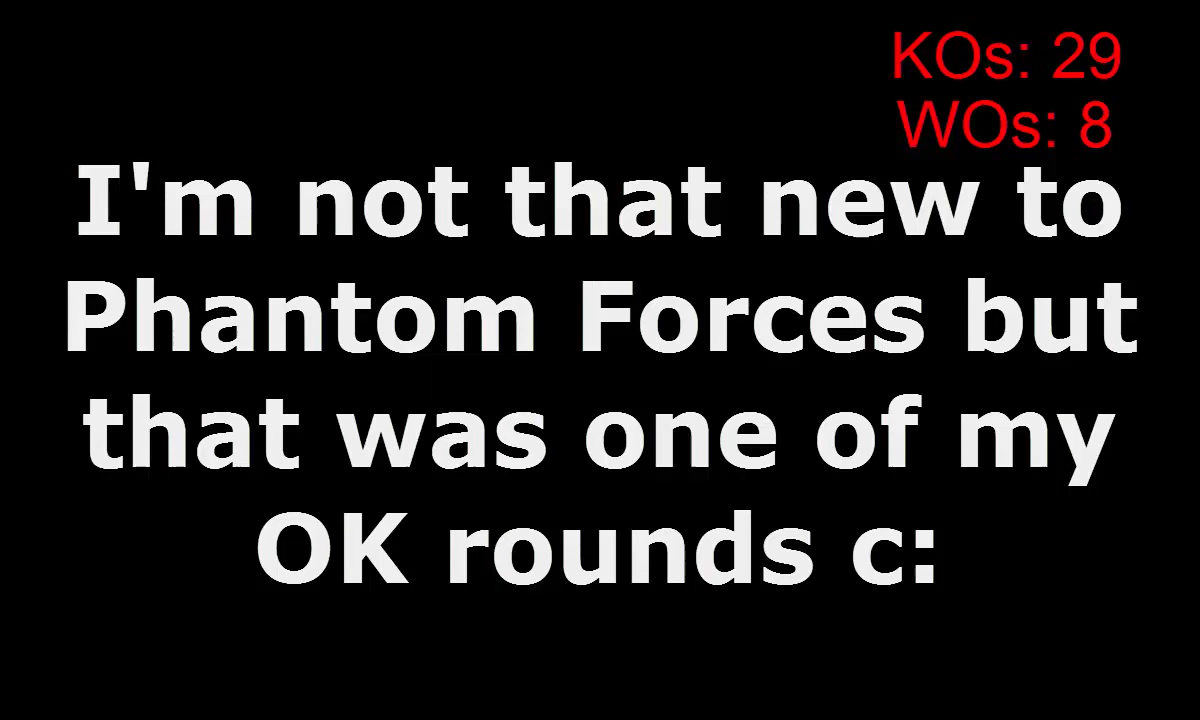 KOs: 29
WOs: 8
I'm not that new to
Phantom Forces but
that was one of my
OK rounds c: